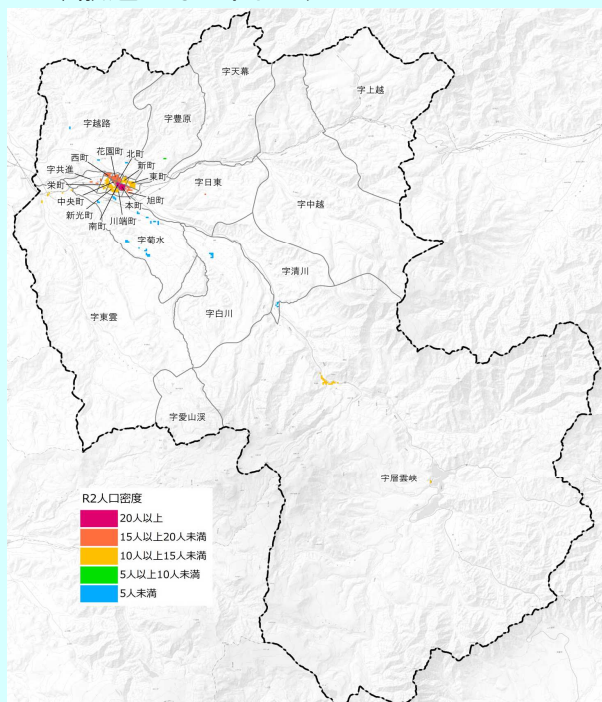 字天幕
字上越
字越路
字豊原
花園町
北町
西町
新町
字共進
東町
字日東
栄町
旭町
字中越
中央町
本町
新光町
川端町
南町
字菊水
字清川
字東雲
字白川
字愛山渓
字層雲峡
R2人口密度
20人以上
15人以上20人未満
10人以上15人未満
5人以上10人未満
5人未満